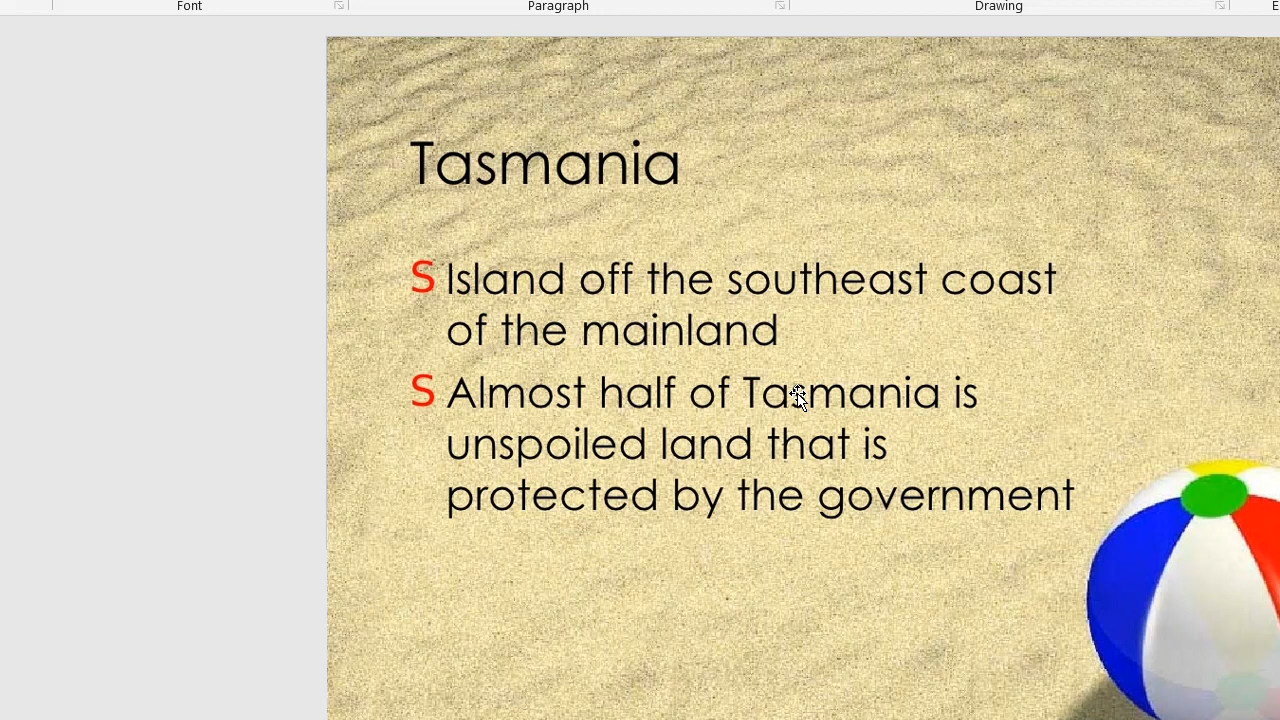 Font Paragraph Drawing E
Tasmania
S Island off the southeast coast
of the mainland
S Almost half of Tasmania is
unspoiled land that is
protected by the government